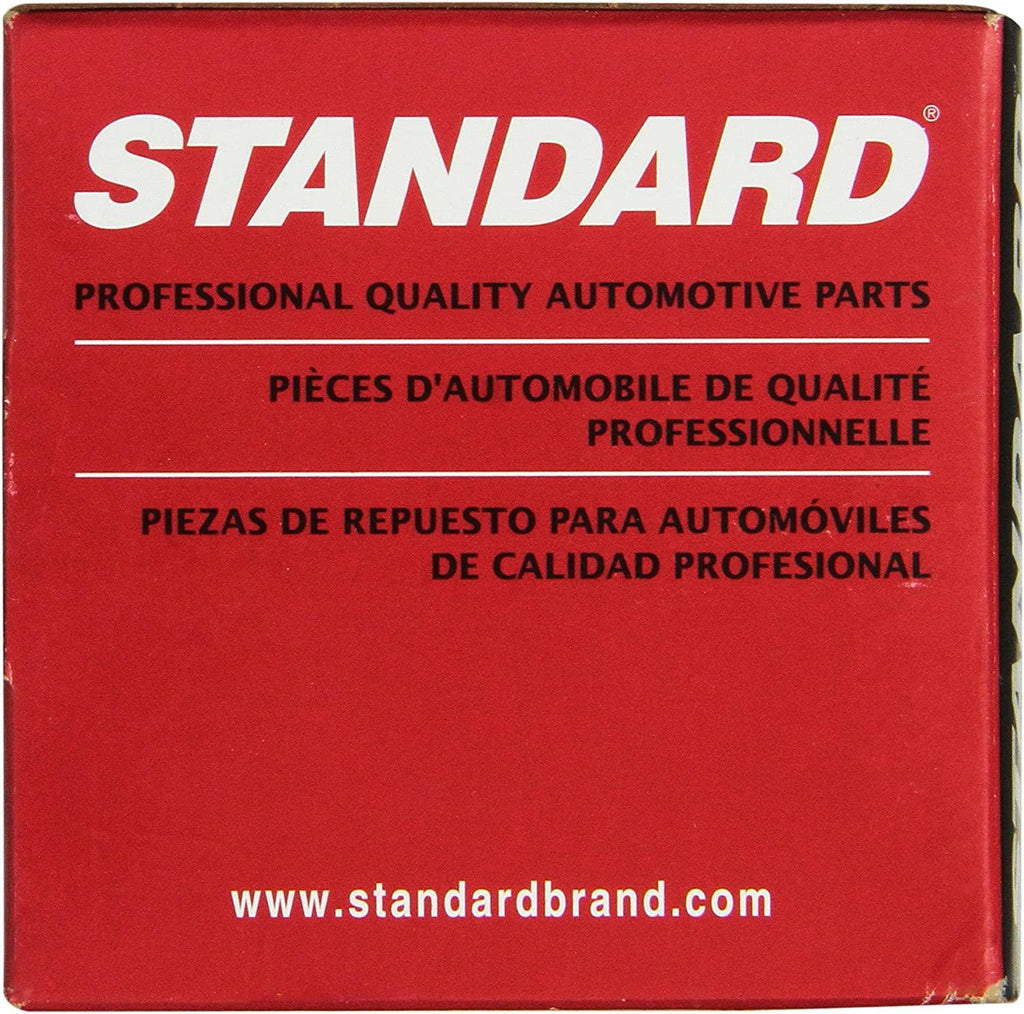 STANDARD®
PROFESSIONAL QUALITY AUTOMOTIVE PARTS
PIÈCES D'AUTOMOBILE DE QUALITÉ
PROFESSIONNELLE
PIEZAS DE REPUESTO PARA AUTOMÓVILES
DE CALIDAD PROFESIONAL
www.standardbrand.com